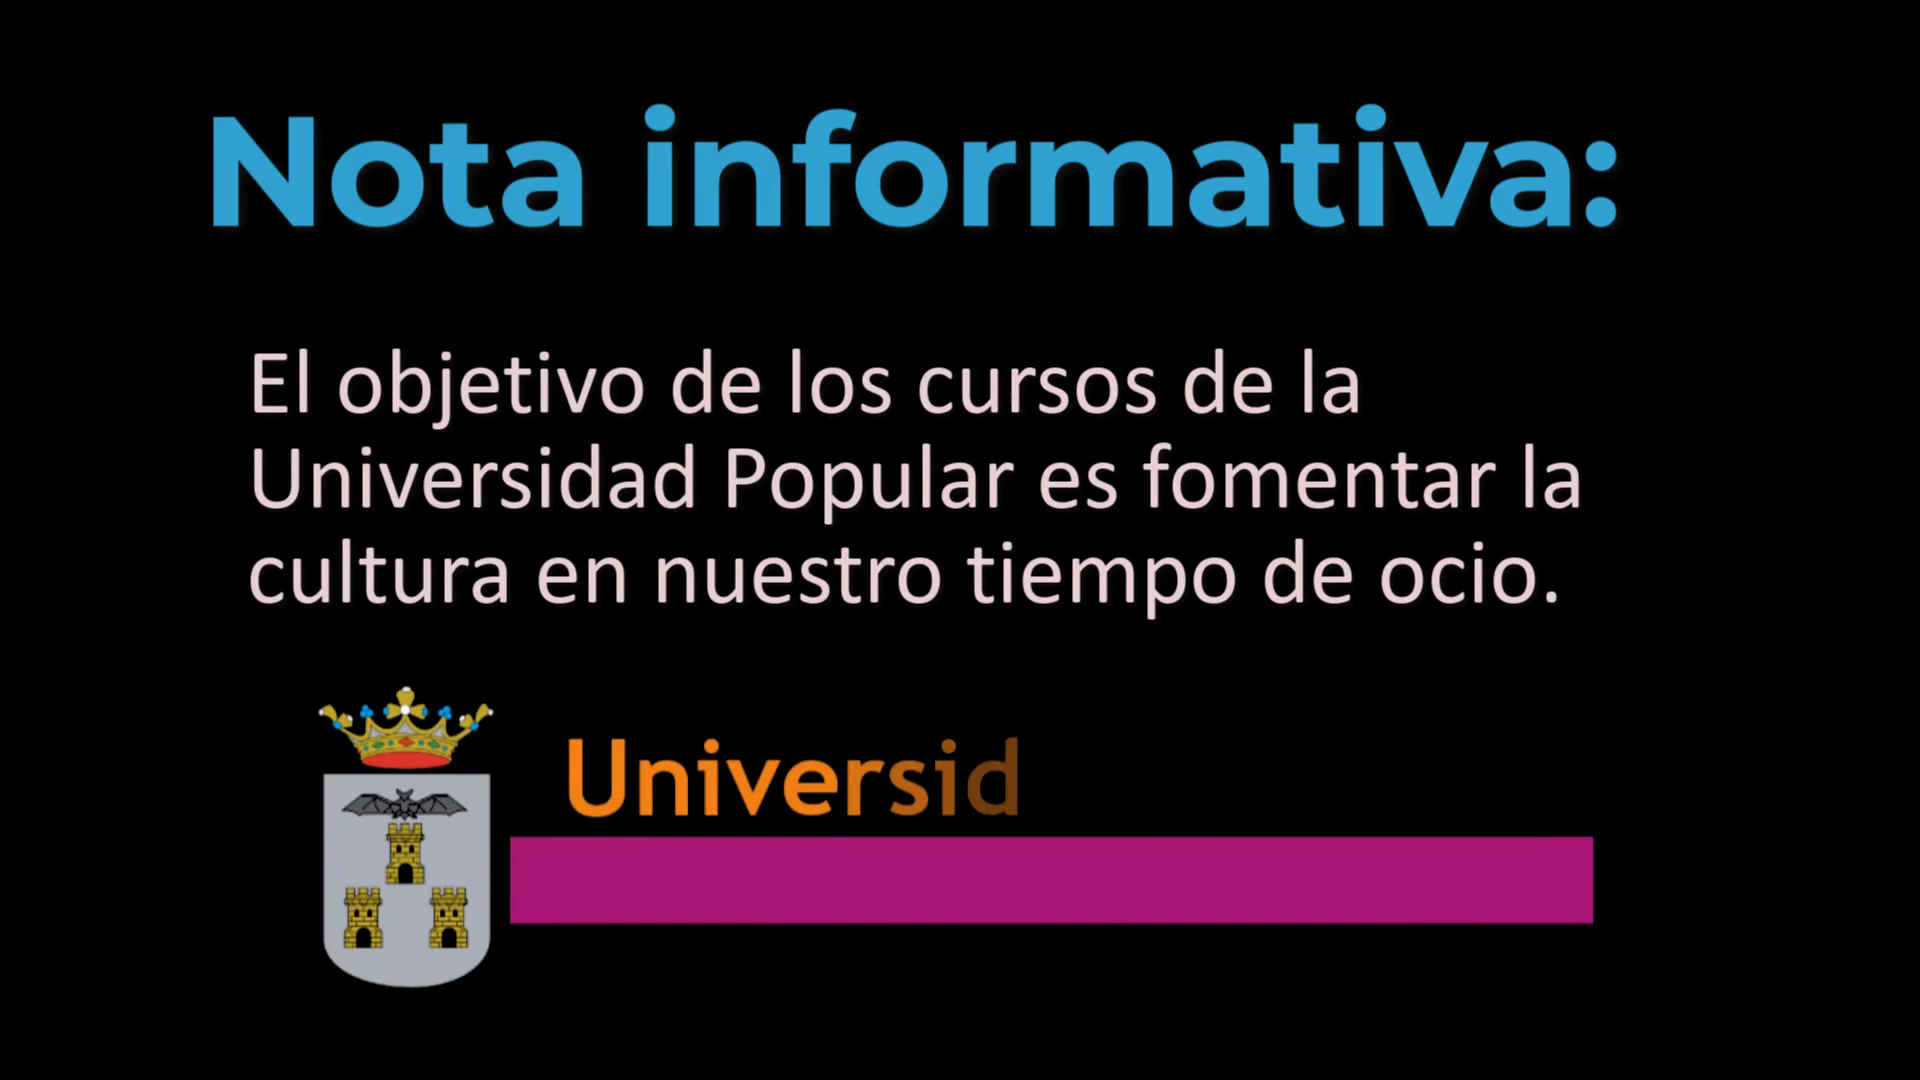 Nota informativa:
El objetivo de los cursos de la
Universidad Popular es fomentar la
cultura en nuestro tiempo de ocio.
Universid